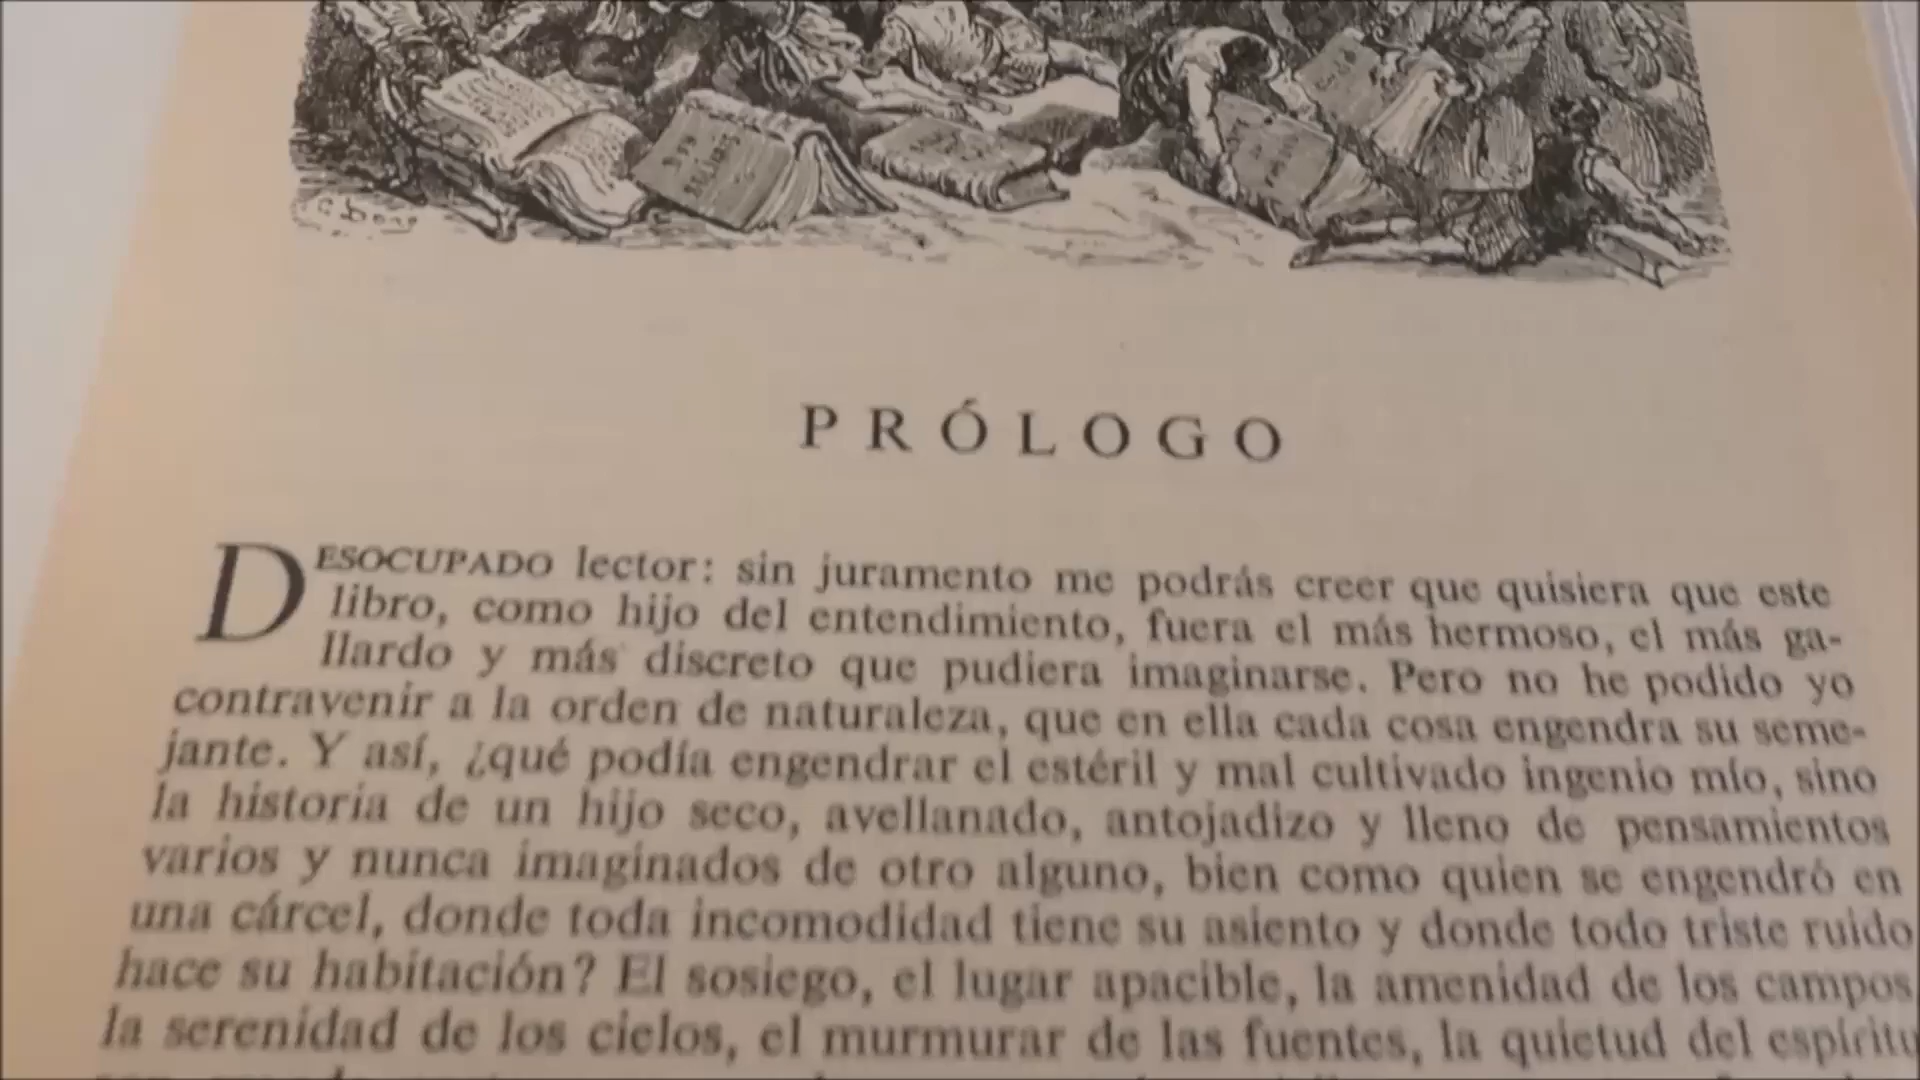 G Doré
PRÓLOGO
DESOCUPADO lector: sin juramento me podrás creer que quisiera que este
libro, como hijo del entendimiento, fuera el más hermoso, el más ga-
llardo y más discreto que pudiera imaginarse. Pero no he podido yo
contravenir a la orden de naturaleza, que en ella cada cosa engendra su seme-
jante. Y así, ¿qué podía engendrar el estéril y mal cultivado ingenio mío, sino
la historia de un hijo seco, avellanado, antojadizo y lleno de pensamientos
varios y nunca imaginados de otro alguno, bien como quien se engendró en
una cárcel, donde toda incomodidad tiene su asiento y donde todo triste ruido
hace su habitación? El sosiego, el lugar apacible, la amenidad de los campos,
la serenidad de los cielos, el murmurar de las fuentes, la quietud del espíritu